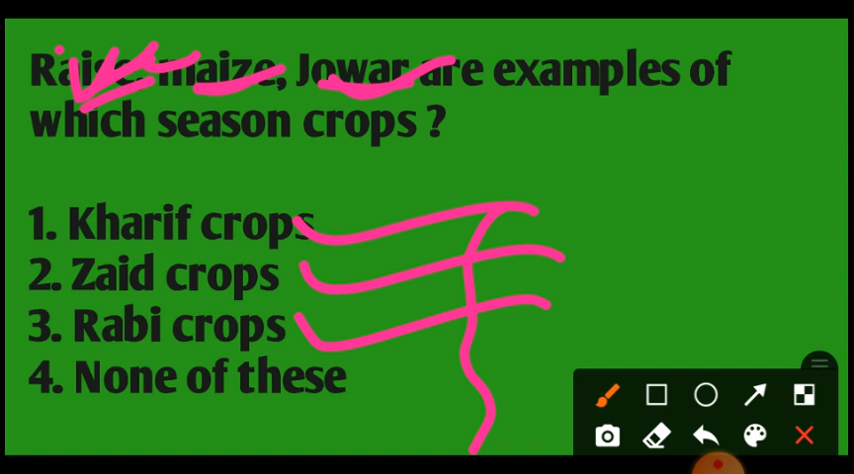 Raise, maize, Jowar are examples of
which season crops ?
1. Kharif crops
2. Zaid crops
3. Rabi crops
4. None of these